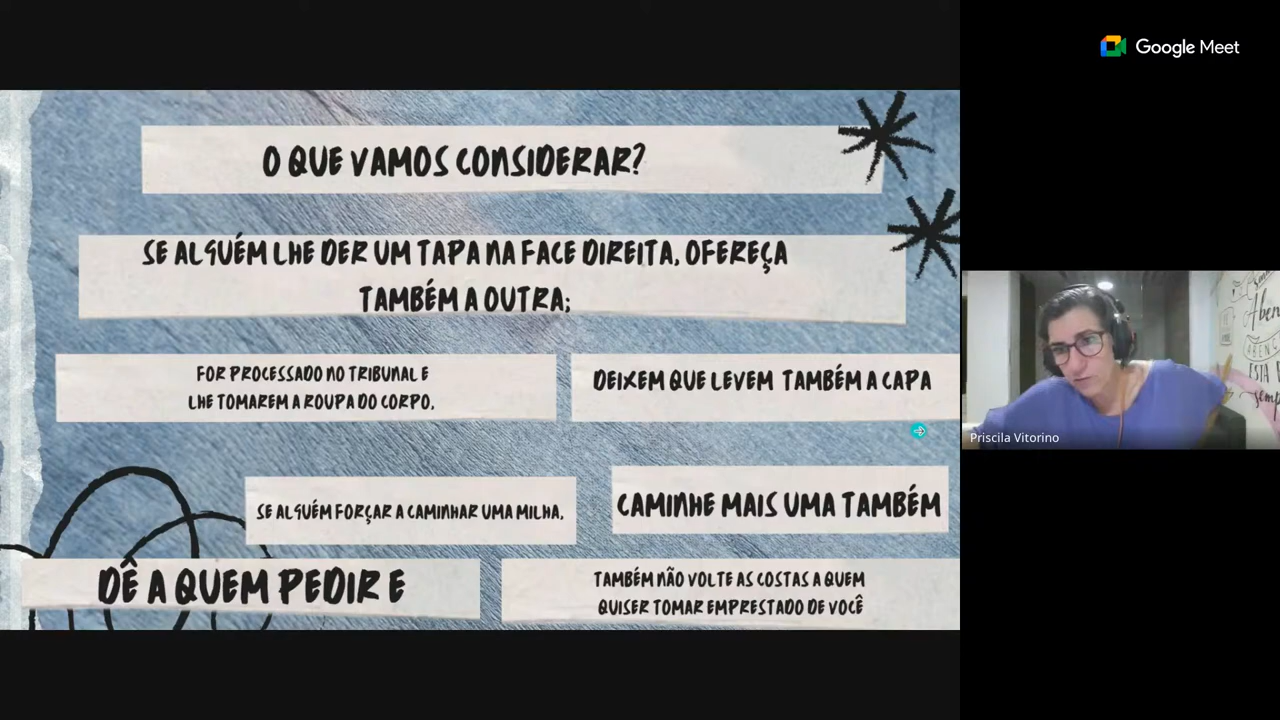 Google Meet
O QUE VAMOS CONSIDERAR?
SE ALGUÉM LHE DER UM TAPA NA FACE DIREITA, OFEREÇA
TAMBÉM A OUTRA;
FOR PROCESSADO NO TRIBUNAL E
LHE TOMAREM A ROUPA DO CORPO,
DEIXEM QUE LEVEM TAMBÉM A CAPA
SE ALGUÉM FORÇAR A CAMINHAR UMA MILHA,
CAMINHE MAIS UMA TAMBÉM
DÊ A QUEM PEDIR E
TAMBÉM NÃO VOLTE AS COSTAS A QUEM
QUISER TOMAR EMPRESTADO DE VOCÊ
Priscila Vitorino